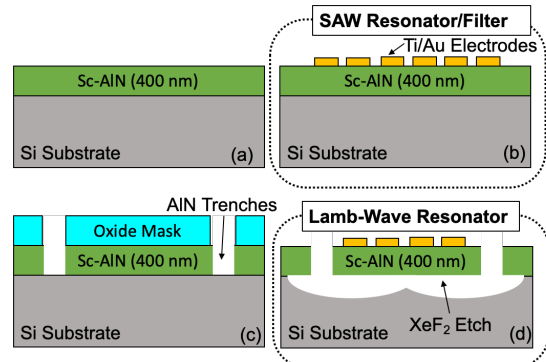 SAW Resonator/Filter
Ti/Au Electrodes
Sc-AlN (400 nm)
Si Substrate
(a)
Sc-AlN (400 nm)
Si Substrate
(b)
AlN Trenches
Oxide Mask
Sc-AlN (400 nm)
Si Substrate
(c)
Lamb-Wave Resonator
Sc-AlN (400 nm)
Si Substrate
XeF₂ Etch
(d)